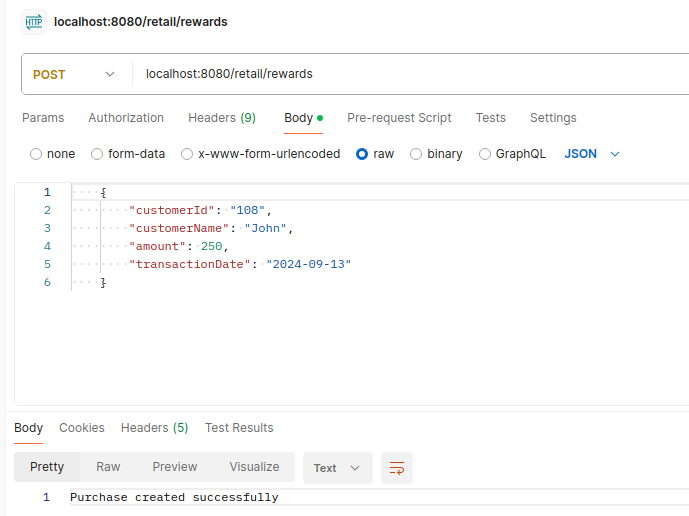 HTTP localhost:8080/retail/rewards
POST localhost:8080/retail/rewards
Params Authorization Headers (9) Body Pre-request Script Tests Settings
none form-data x-www-form-urlencoded raw binary GraphQL JSON
1 {
2 "customerId": "108",
3 "customerName": "John",
4 "amount": 250,
5 "transactionDate": "2024-09-13"
6 }
Body Cookies Headers (5) Test Results
Pretty Raw Preview Visualize Text
1 Purchase created successfully